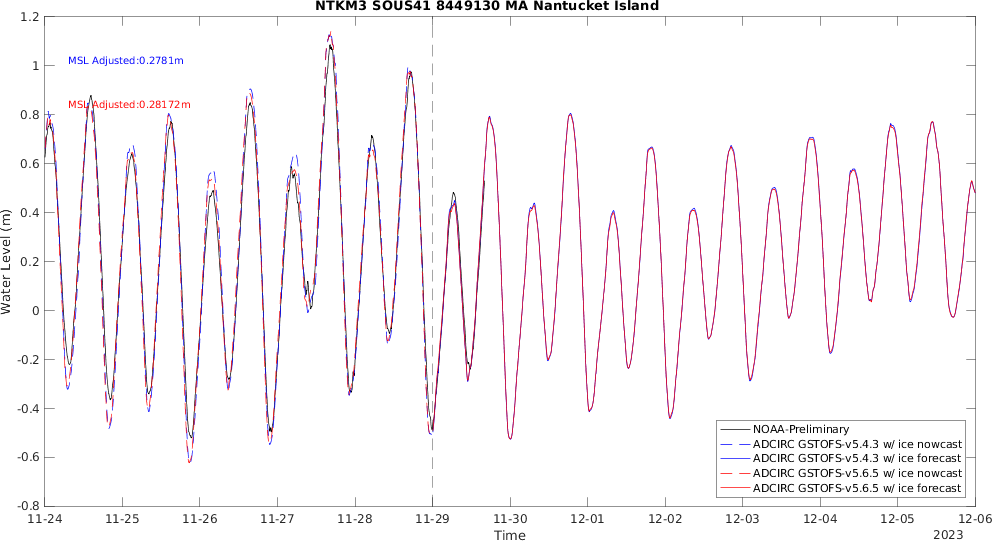 NTKM3 SOUS41 8449130 MA Nantucket Island
1.2
1
0.8
0.6
0.4
0.2
0
-0.2
-0.4
-0.6
-0.8
Water Level (m)
MSL Adjusted:0.2781m
MSL Adjusted:0.28172m
NOAA-Preliminary
ADCIRC GSTOFS-v5.4.3 w/ ice nowcast
ADCIRC GSTOFS-v5.4.3 w/ ice forecast
ADCIRC GSTOFS-v5.6.5 w/ ice nowcast
ADCIRC GSTOFS-v5.6.5 w/ ice forecast
11-24 11-25 11-26 11-27 11-28 11-29 11-30 12-01 12-02 12-03 12-04 12-05 12-06
Time
2023